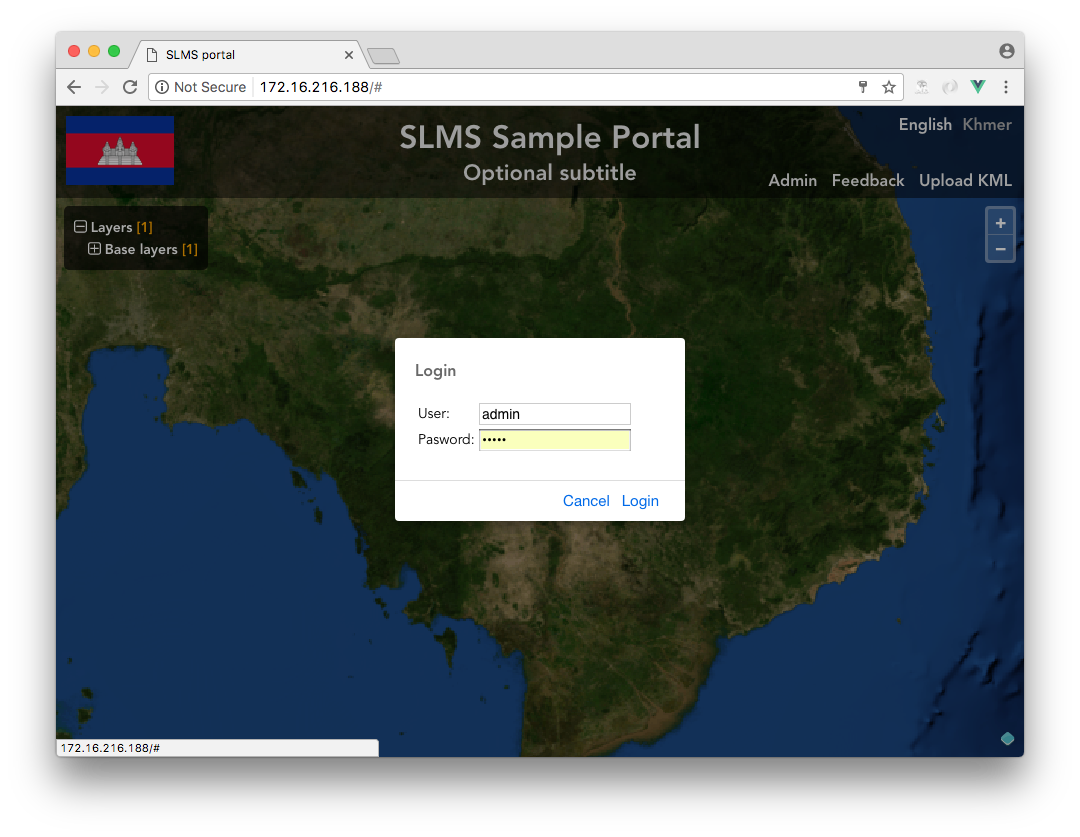 SLMS portal
Not Secure 172.16.216.188/#
English Khmer
SLMS Sample Portal
Optional subtitle
Admin Feedback Upload KML
Layers [1]
Base layers [1]
+
−
Login
User: admin
Pasword: •••••
Cancel Login
172.16.216.188/#